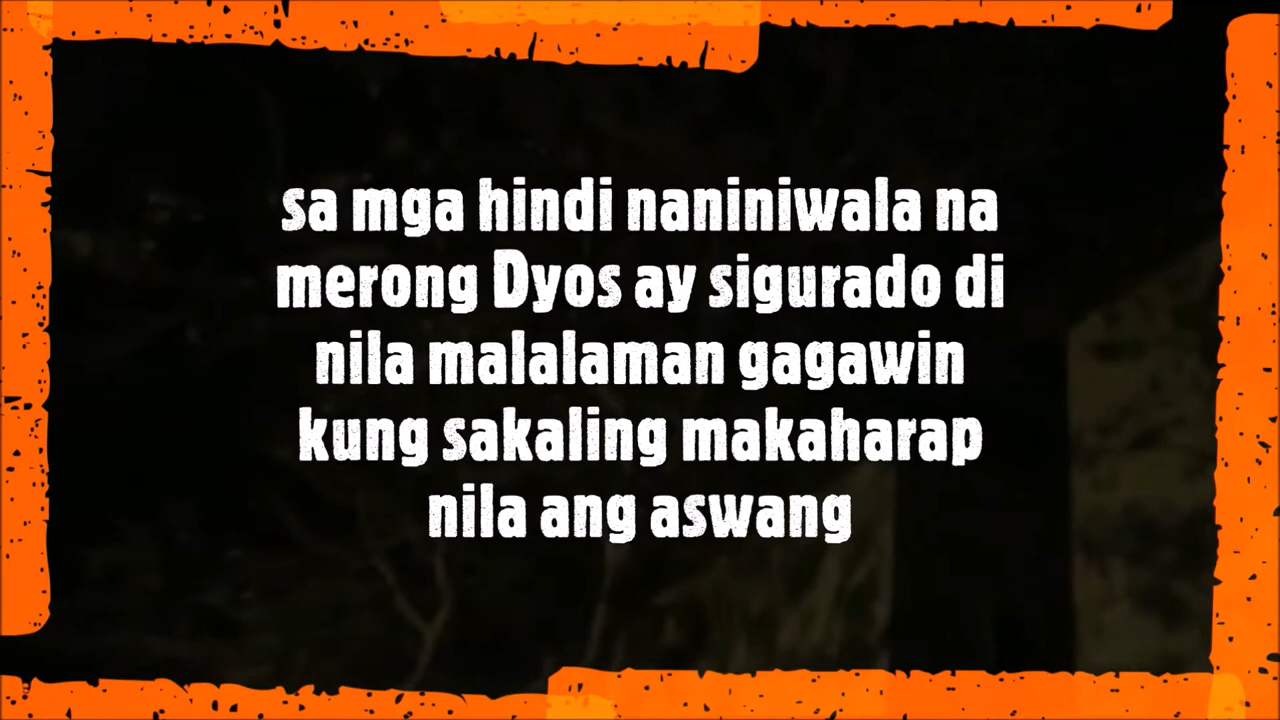 sa mga hindi naniniwala na
merong Dyos ay sigurado di
nila malalaman gagawin
kung sakaling makaharap
nila ang aswang